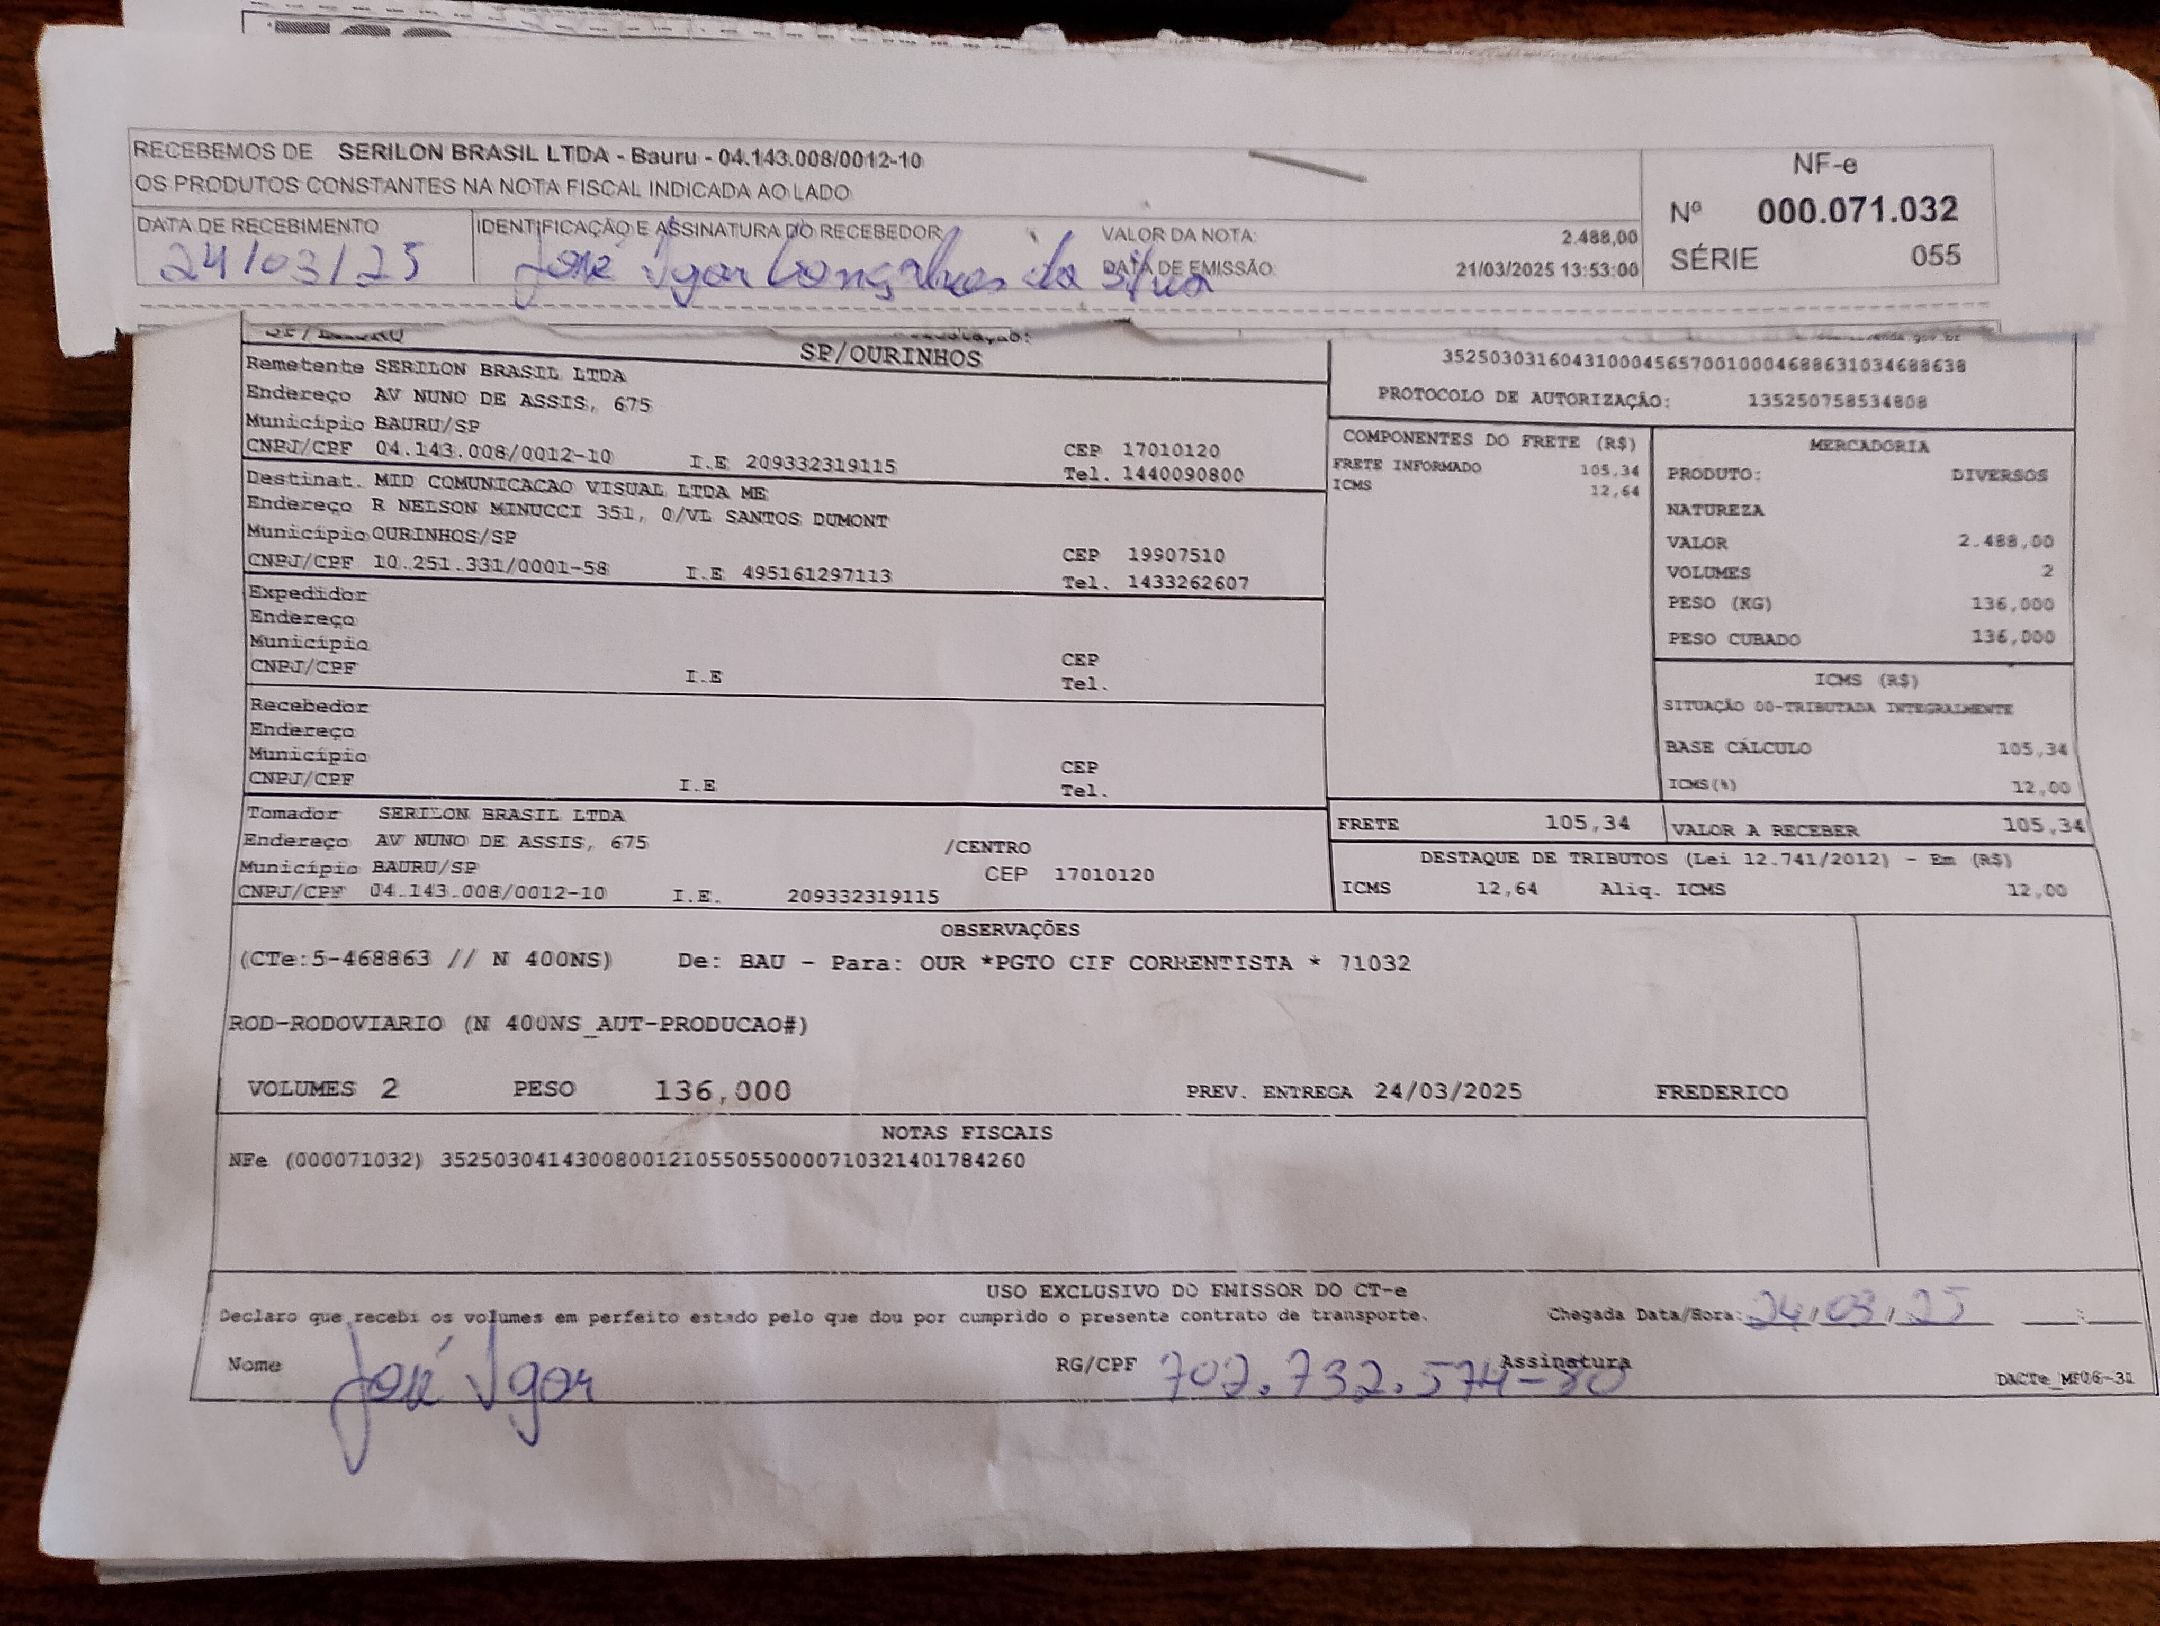 RECEBEMOS DE SERILON BRASIL LTDA - Bauru - 04.143.008/0012-10
OS PRODUTOS CONSTANTES NA NOTA FISCAL INDICADA AO LADO
DATA DE RECEBIMENTO
24/03/25
IDENTIFICAÇÃO E ASSINATURA DO RECEBEDOR
José Igor Gonçalves da Silva
VALOR DA NOTA: 2.488,00
DATA DE EMISSÃO: 21/03/2025 13:53:00
NF-e
Nº 000.071.032
SÉRIE 055
SP/OURINHOS
Remetente SERILON BRASIL LTDA
Endereço AV NUNO DE ASSIS, 675
Município BAURU/SP
CNPJ/CPF 04.143.008/0012-10 I.E 209332319115
CEP 17010120
Tel. 1440090800
Destinat. MID COMUNICACAO VISUAL LTDA ME
Endereço R NELSON MINUCCI 351, 0/VL SANTOS DUMONT
Município OURINHOS/SP
CNPJ/CPF 10.251.331/0001-58 I.E 495161297113
CEP 19907510
Tel. 1433262607
Expedidor
Endereço
Município
CNPJ/CPF I.E
CEP
Tel.
Recebedor
Endereço
Município
CNPJ/CPF I.E
CEP
Tel.
Tomador SERILON BRASIL LTDA
Endereço AV NUNO DE ASSIS, 675 /CENTRO
Município BAURU/SP CEP 17010120
CNPJ/CPF 04.143.008/0012-10 I.E. 209332319115
35250303160431000456570010004688631034688638
PROTOCOLO DE AUTORIZAÇÃO: 135250758534808
COMPONENTES DO FRETE (R$)
FRETE INFORMADO 105,34
ICMS 12,64
MERCADORIA
PRODUTO: DIVERSOS
NATUREZA
VALOR 2.488,00
VOLUMES 2
PESO (KG) 136,000
PESO CUBADO 136,000
ICMS (R$)
SITUAÇÃO 00-TRIBUTADA INTEGRALMENTE
BASE CÁLCULO 105,34
ICMS(%) 12,00
FRETE 105,34
VALOR A RECEBER 105,34
DESTAQUE DE TRIBUTOS (Lei 12.741/2012) - Em (R$)
ICMS 12,64 Aliq. ICMS 12,00
OBSERVAÇÕES
(CTe:5-468863 // N 400NS) De: BAU - Para: OUR *PGTO CIF CORRENTISTA * 71032
ROD-RODOVIARIO (N 400NS_AUT-PRODUCAO#)
VOLUMES 2 PESO 136,000 PREV. ENTREGA 24/03/2025 FREDERICO
NOTAS FISCAIS
NFe (000071032) 35250304143008001210550550000710321401784260
USO EXCLUSIVO DO EMISSOR DO CT-e
Declaro que recebi os volumes em perfeito estado pelo que dou por cumprido o presente contrato de transporte. Chegada Data/Hora: 24/03/25 __:__
Nome José Igor RG/CPF 702.732.574-80 Assinatura
DACTe_MF06-31